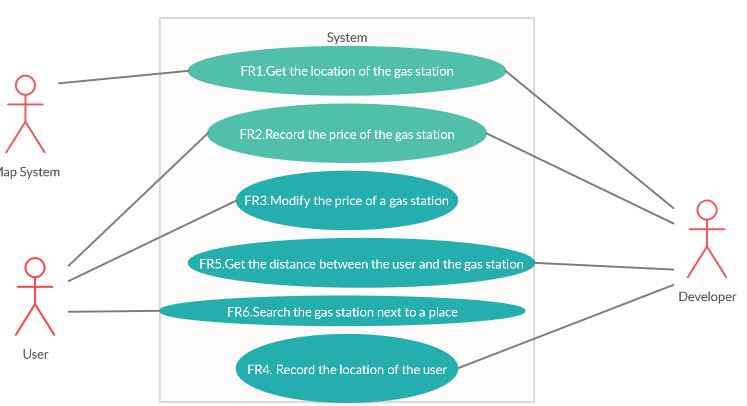 System
FR1.Get the location of the gas station
FR2.Record the price of the gas station
Map System
FR3.Modify the price of a gas station
FR5.Get the distance between the user and the gas station
Developer
FR6.Search the gas station next to a place
User
FR4. Record the location of the user